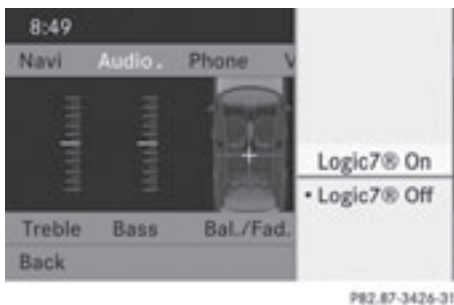 8:49
Navi Audio. Phone V
Logic7® On
• Logic7® Off
Treble Bass Bal./Fad.
Back
P82.87-3426-31